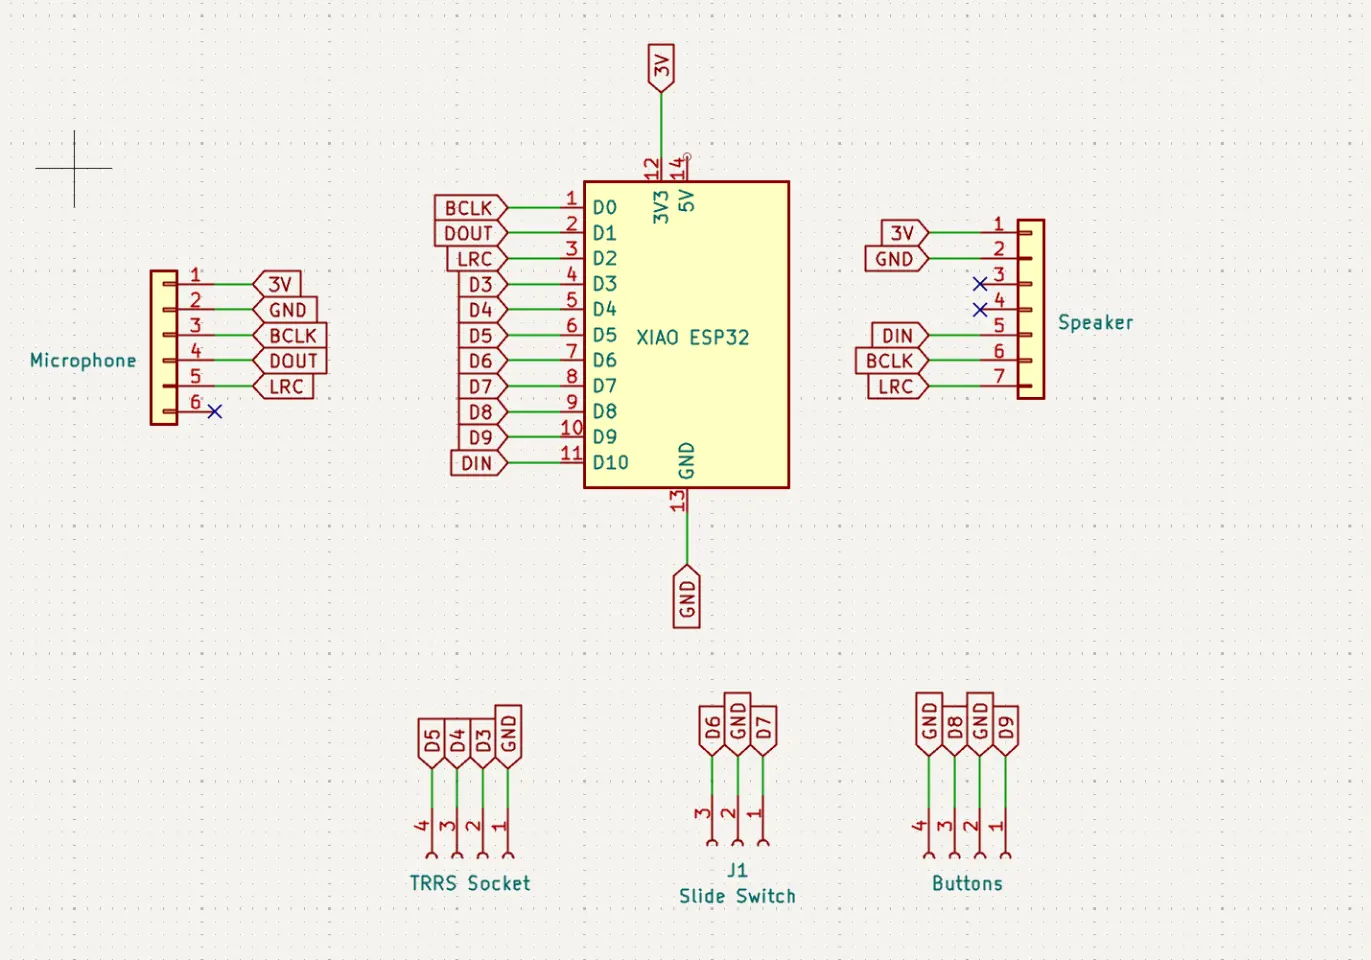 3V
12 14
3V3 5V
BCLK 1 D0
DOUT 2 D1
LRC 3 D2
D3 4 D3
D4 5 D4
D5 6 D5
D6 7 D6
D7 8 D7
D8 9 D8
D9 10 D9
DIN 11 D10
XIAO ESP32
GND
13
GND
Microphone
1 3V
2 GND
3 BCLK
4 DOUT
5 LRC
6
3V 1
GND 2
3
4
DIN 5
BCLK 6
LRC 7
Speaker
D5 D4 D3 GND
4 3 2 1
TRRS Socket
D6 GND D7
3 2 1
J1
Slide Switch
GND D8 GND D9
4 3 2 1
Buttons